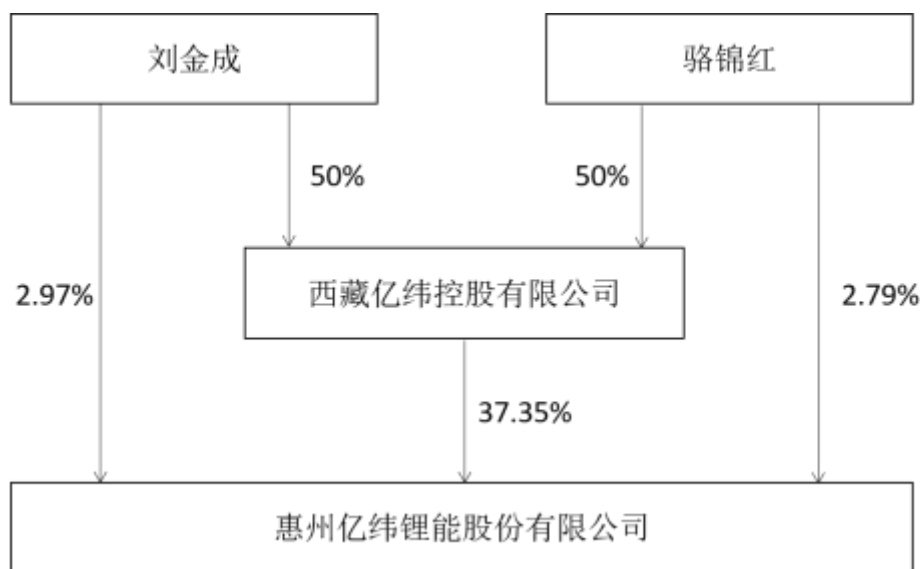 刘金成
骆锦红
50%
50%
西藏亿纬控股有限公司
2.97%
2.79%
37.35%
惠州亿纬锂能股份有限公司